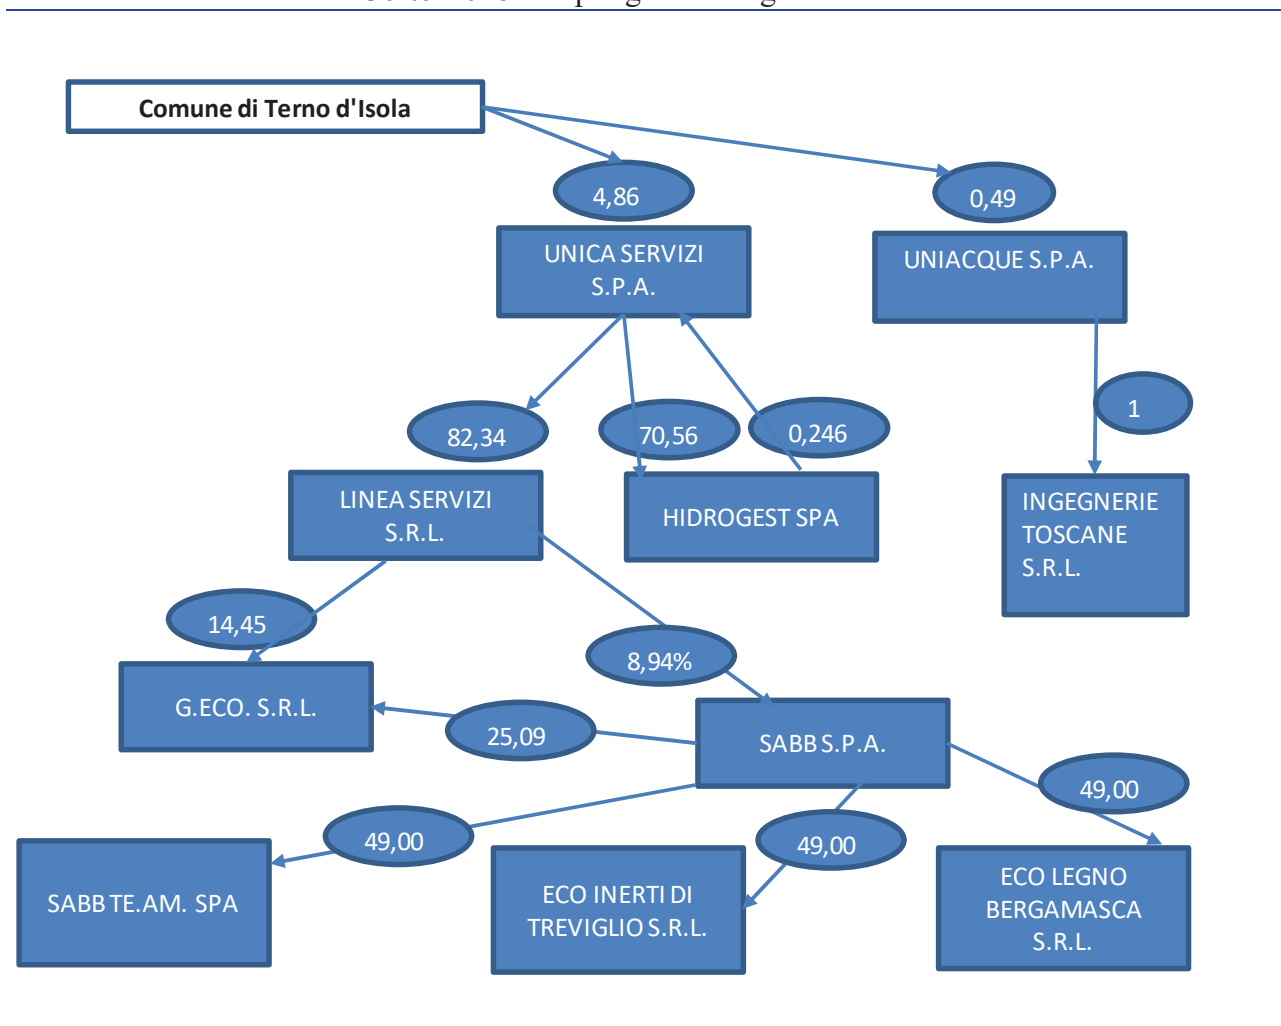 Comune di Terno d'Isola
4,86
0,49
UNICA SERVIZI
S.P.A.
UNIACQUE S.P.A.
82,34
70,56
0,246
1
LINEA SERVIZI
S.R.L.
HIDROGEST SPA
INGEGNERIE
TOSCANE
S.R.L.
14,45
8,94%
G.ECO. S.R.L.
25,09
SABB S.P.A.
49,00
49,00
49,00
SABB TE.AM. SPA
ECO INERTI DI
TREVIGLIO S.R.L.
ECO LEGNO
BERGAMASCA
S.R.L.